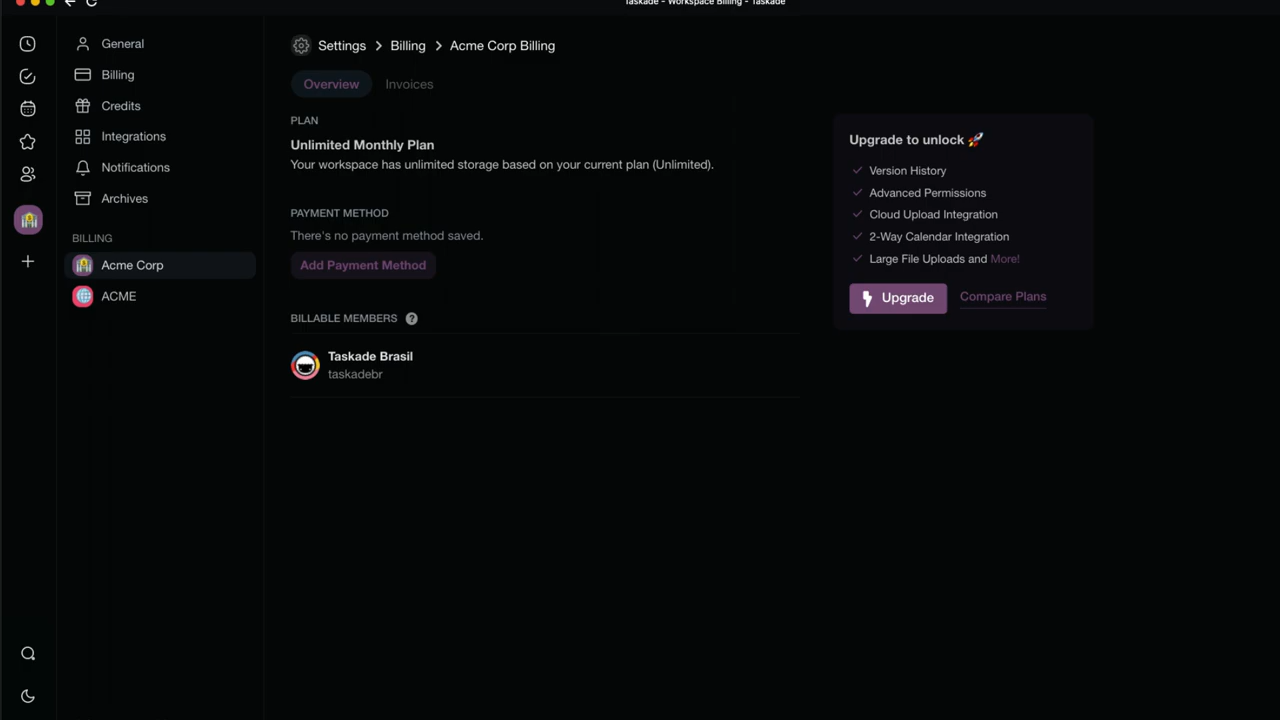 Taskade - Workspace Billing - Taskade
General
Billing
Credits
Integrations
Notifications
Archives
BILLING
Acme Corp
ACME
Settings > Billing > Acme Corp Billing
Overview
Invoices
PLAN
Unlimited Monthly Plan
Your workspace has unlimited storage based on your current plan (Unlimited).
PAYMENT METHOD
There's no payment method saved.
Add Payment Method
BILLABLE MEMBERS ?
Taskade Brasil
taskadebr
Upgrade to unlock 🚀
Version History
Advanced Permissions
Cloud Upload Integration
2-Way Calendar Integration
Large File Uploads and More!
Upgrade
Compare Plans